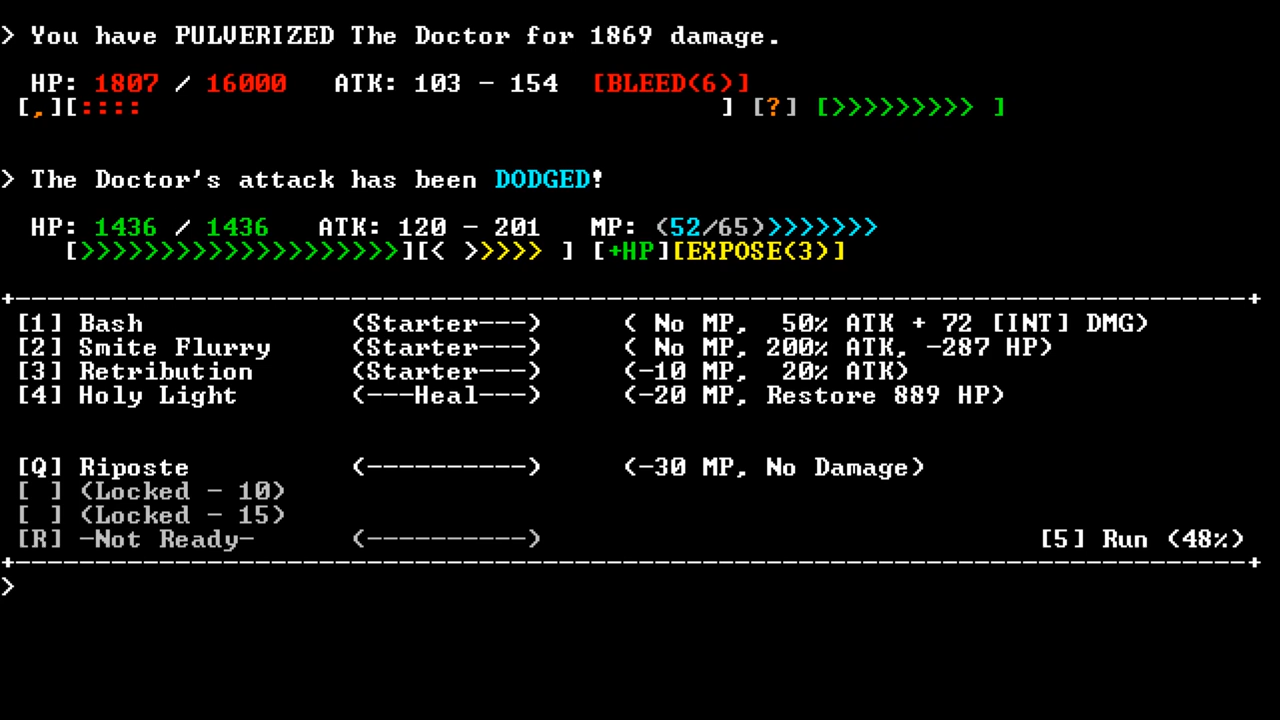 > You have PULVERIZED The Doctor for 1869 damage.
HP: 1807 / 16000 ATK: 103 - 154 [BLEED(6)]
[,][:::: ] [?] [>>>>>>>>> ]
> The Doctor's attack has been DODGED!
HP: 1436 / 1436 ATK: 120 - 201 MP: (52/65)>>>>>>>
[>>>>>>>>>>>>>>>>>>>>][< >>>>> ] [+HP][EXPOSE(3)]
+------------------------------------------------------------------------------+
[1] Bash (Starter---) ( No MP, 50% ATK + 72 [INT] DMG)
[2] Smite Flurry (Starter---) ( No MP, 200% ATK, -287 HP)
[3] Retribution (Starter---) (-10 MP, 20% ATK)
[4] Holy Light (---Heal---) (-20 MP, Restore 889 HP)
[Q] Riposte (----------) (-30 MP, No Damage)
[ ] (Locked - 10)
[ ] (Locked - 15)
[R] -Not Ready- (----------) [5] Run (48%)
+------------------------------------------------------------------------------+
>